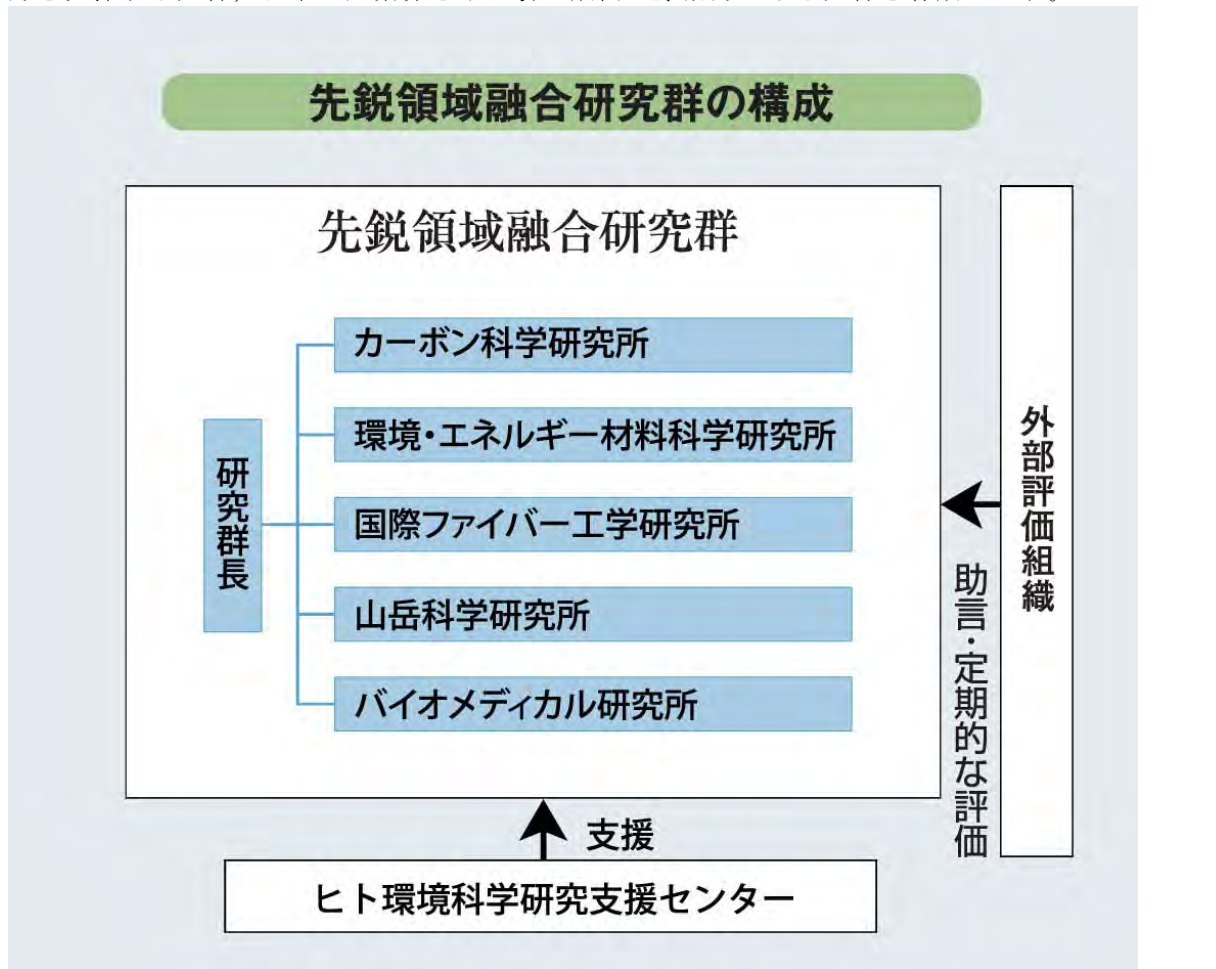 先鋭領域融合研究群の構成
先鋭領域融合研究群
研究群長
カーボン科学研究所
環境・エネルギー材料科学研究所
国際ファイバー工学研究所
山岳科学研究所
バイオメディカル研究所
外部評価組織
助言・定期的な評価
支援
ヒト環境科学研究支援センター